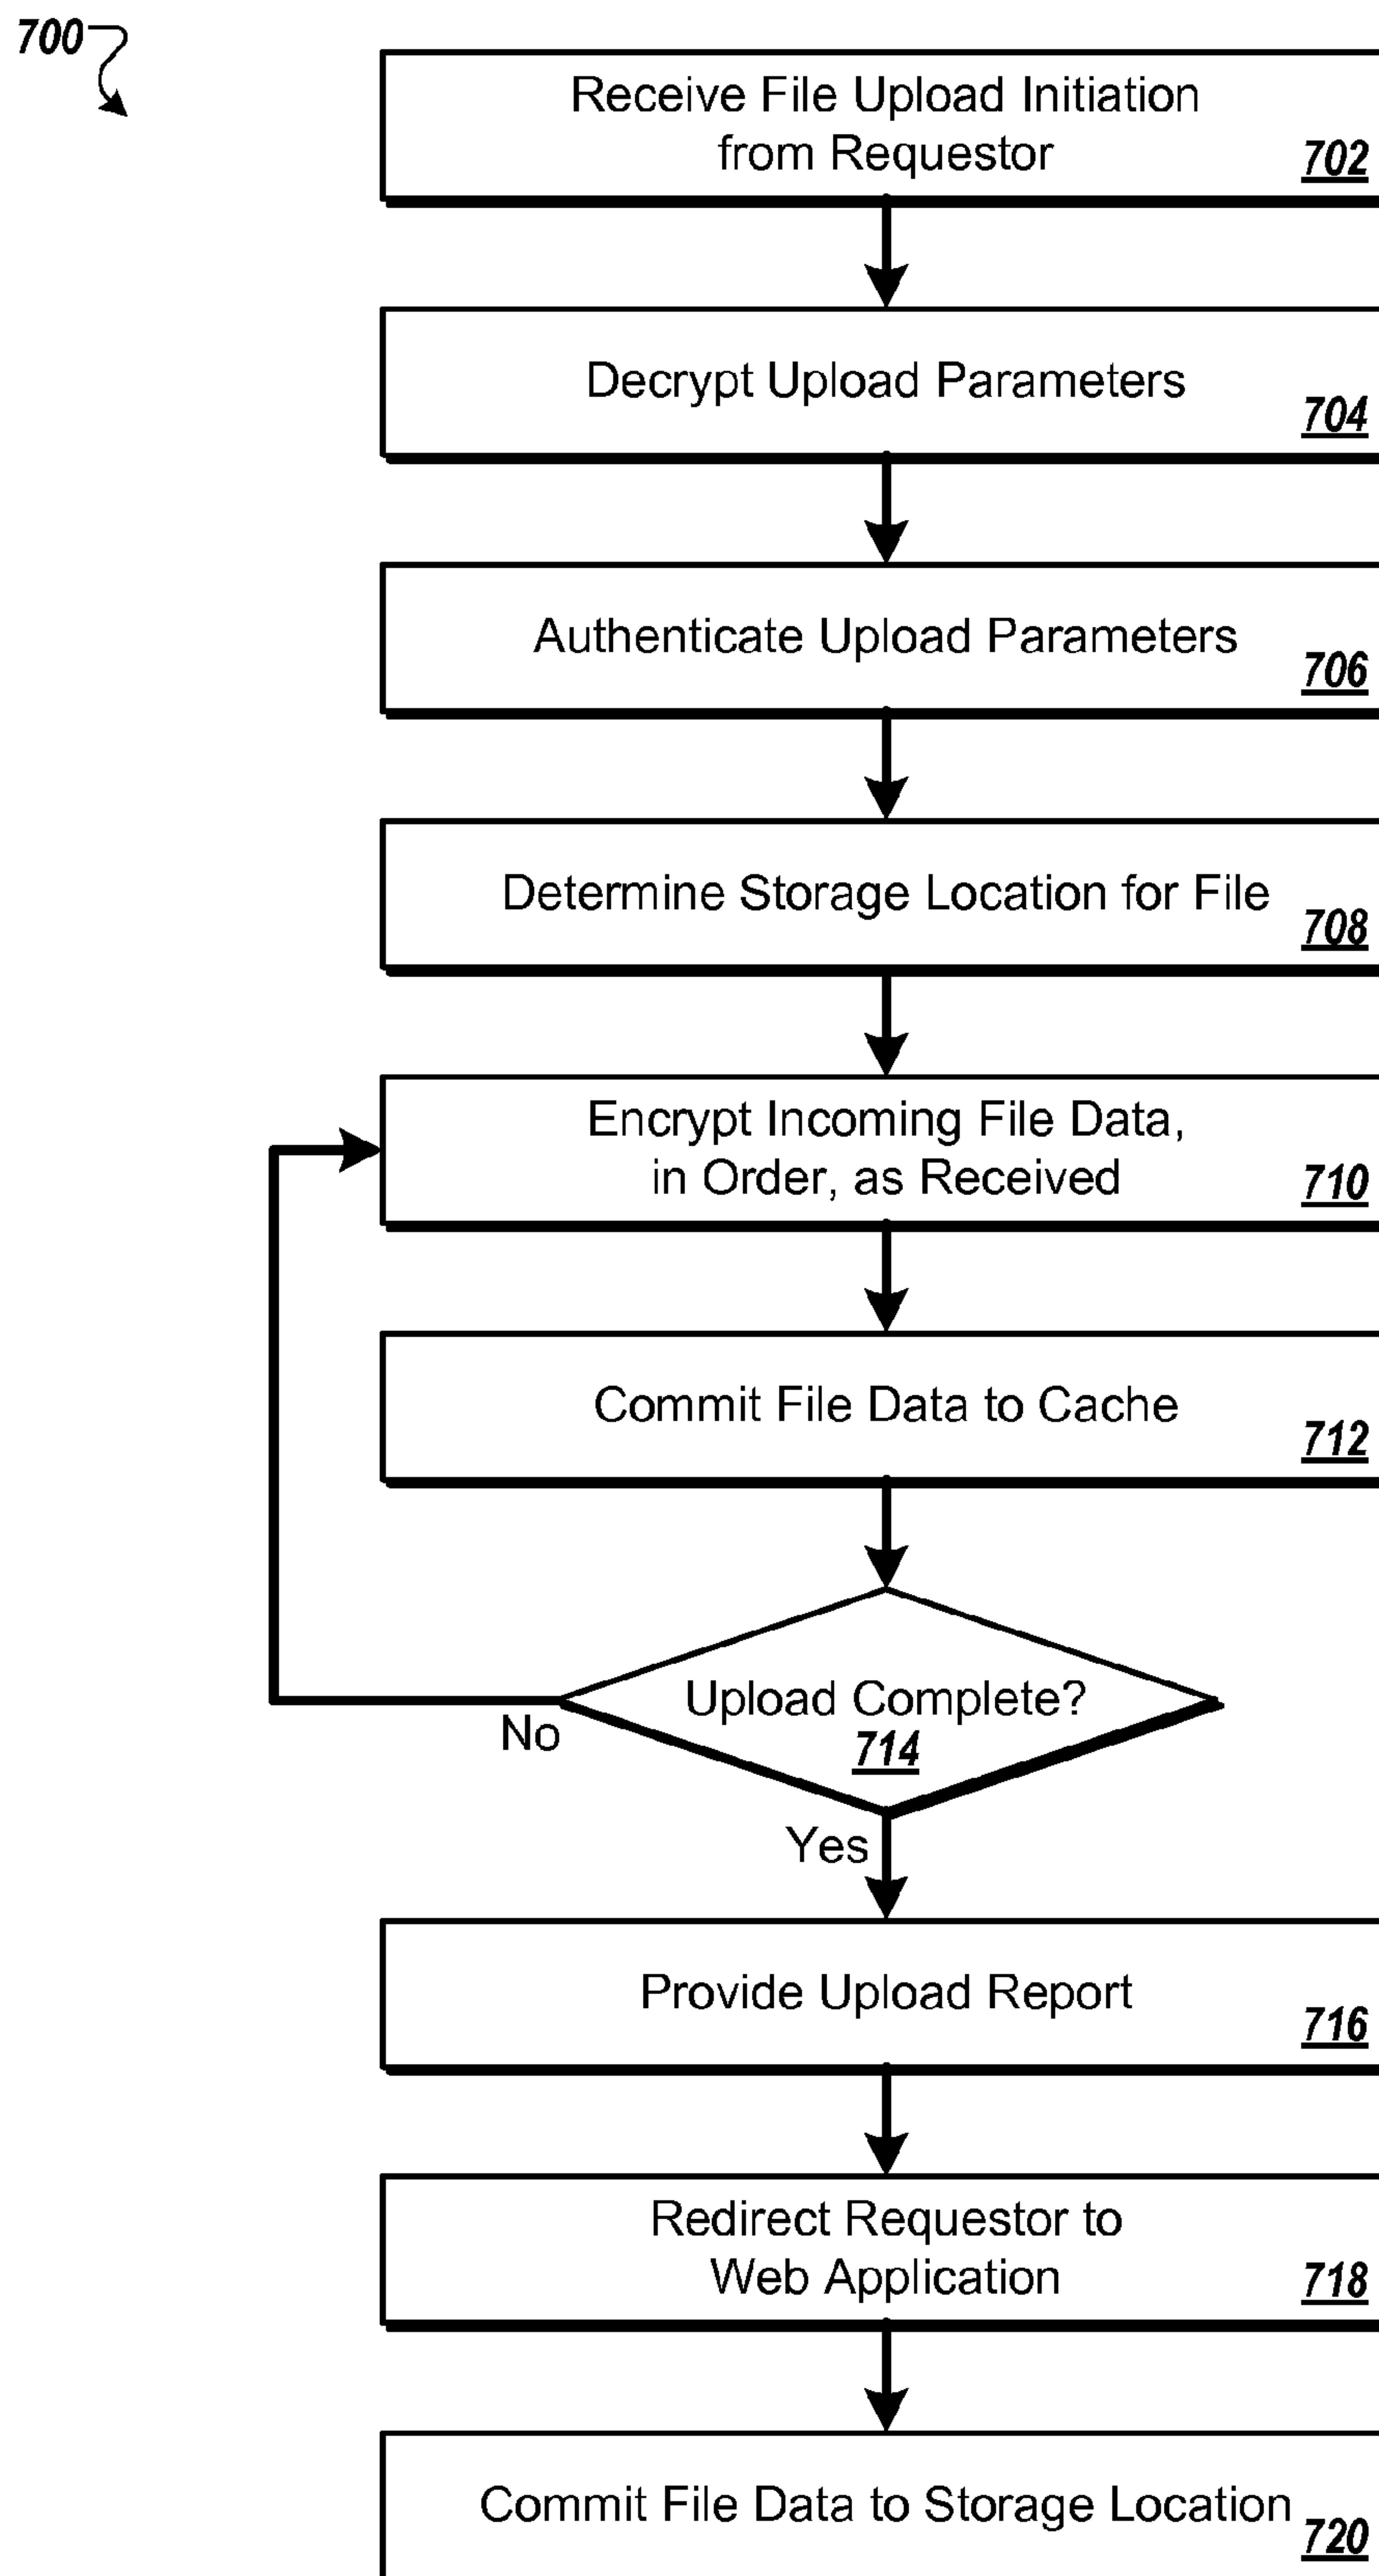 700
Receive File Upload Initiation
from Requestor
702
Decrypt Upload Parameters
704
Authenticate Upload Parameters
706
Determine Storage Location for File
708
Encrypt Incoming File Data,
in Order, as Received
710
Commit File Data to Cache
712
Upload Complete?
714
No
Yes
Provide Upload Report
716
Redirect Requestor to
Web Application
718
Commit File Data to Storage Location
720